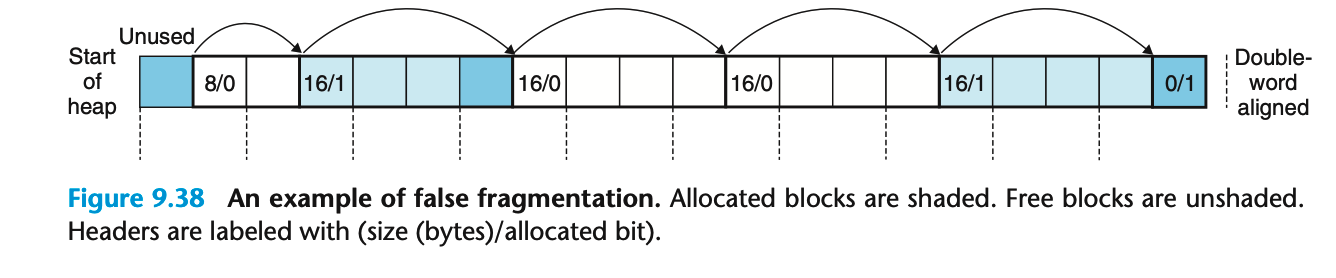 Unused
Start
of
heap
8/0
16/1
16/0
16/0
16/1
0/1
Double-
word
aligned
Figure 9.38 An example of false fragmentation. Allocated blocks are shaded. Free blocks are unshaded.
Headers are labeled with (size (bytes)/allocated bit).